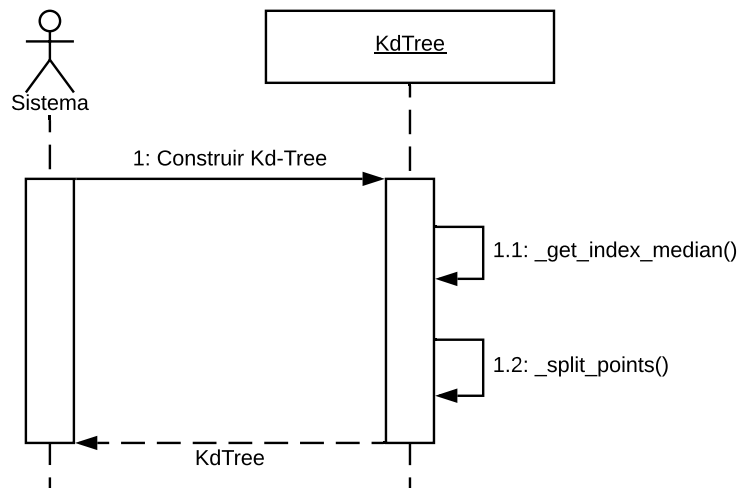 KdTree
Sistema
1: Construir Kd-Tree
1.1: _get_index_median()
1.2: _split_points()
KdTree